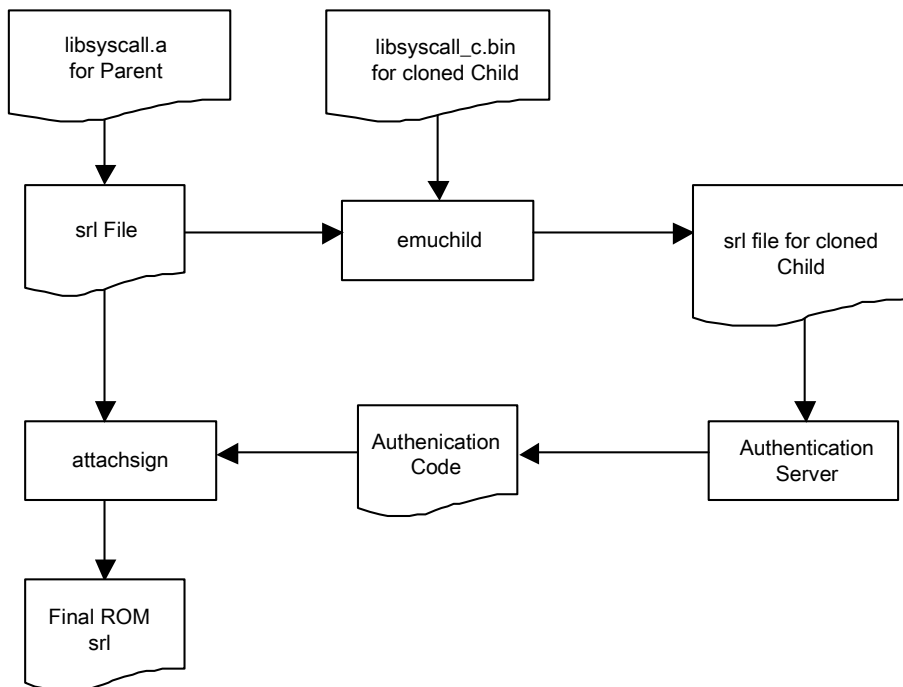 libsyscall.a
for Parent
libsyscall_c.bin
for cloned Child
srl File
emuchild
srl file for cloned
Child
attachsign
Authenication
Code
Authentication
Server
Final ROM
srl